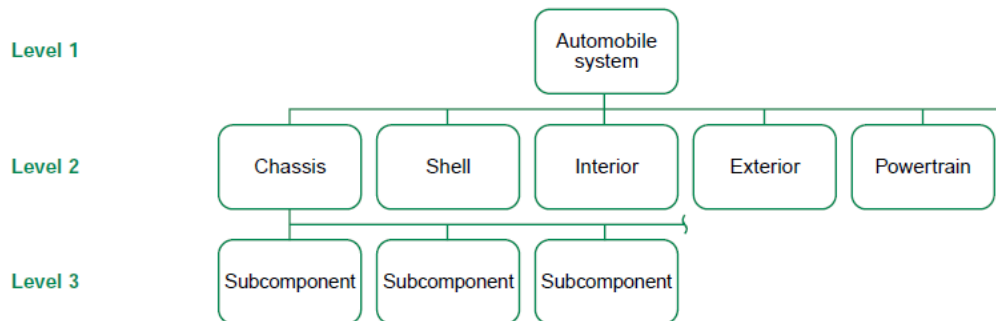 Level 1
Automobile
system
Level 2
Chassis
Shell
Interior
Exterior
Powertrain
Level 3
Subcomponent
Subcomponent
Subcomponent